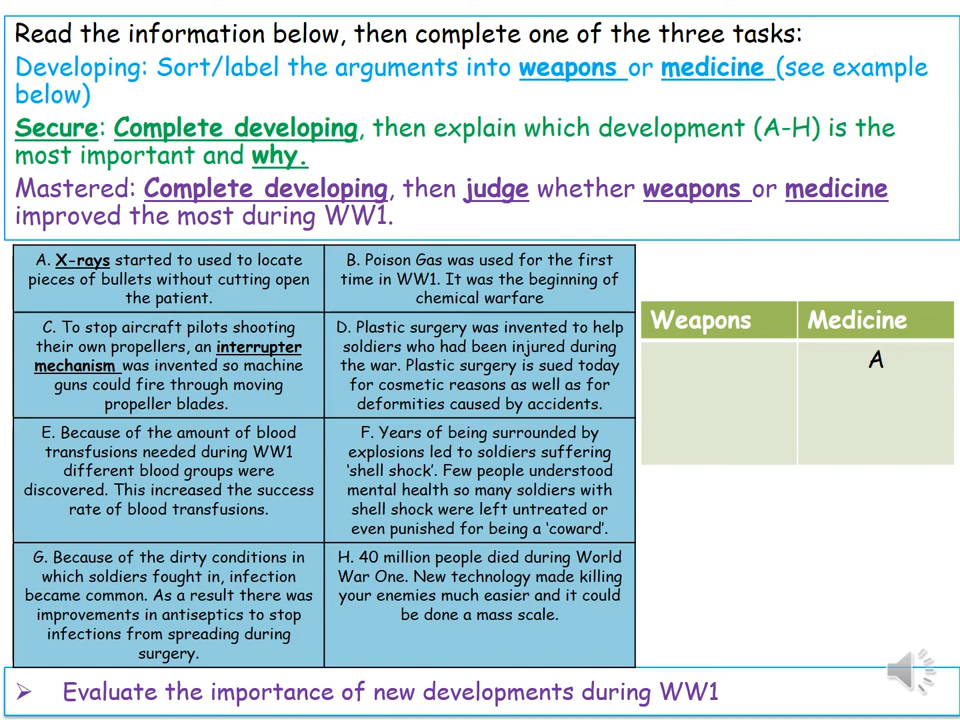 Read the information below, then complete one of the three tasks:
Developing: Sort/label the arguments into weapons or medicine (see example
below)
Secure: Complete developing, then explain which development (A-H) is the
most important and why.
Mastered: Complete developing, then judge whether weapons or medicine
improved the most during WW1.
A. X-rays started to used to locate
pieces of bullets without cutting open
the patient.
B. Poison Gas was used for the first
time in WW1. It was the beginning of
chemical warfare
C. To stop aircraft pilots shooting
their own propellers, an interrupter
mechanism was invented so machine
guns could fire through moving
propeller blades.
D. Plastic surgery was invented to help
soldiers who had been injured during
the war. Plastic surgery is sued today
for cosmetic reasons as well as for
deformities caused by accidents.
E. Because of the amount of blood
transfusions needed during WW1
different blood groups were
discovered. This increased the success
rate of blood transfusions.
F. Years of being surrounded by
explosions led to soldiers suffering
‘shell shock’. Few people understood
mental health so many soldiers with
shell shock were left untreated or
even punished for being a ‘coward’.
G. Because of the dirty conditions in
which soldiers fought in, infection
became common. As a result there was
improvements in antiseptics to stop
infections from spreading during
surgery.
H. 40 million people died during World
War One. New technology made killing
your enemies much easier and it could
be done a mass scale.
Weapons Medicine
A
Evaluate the importance of new developments during WW1